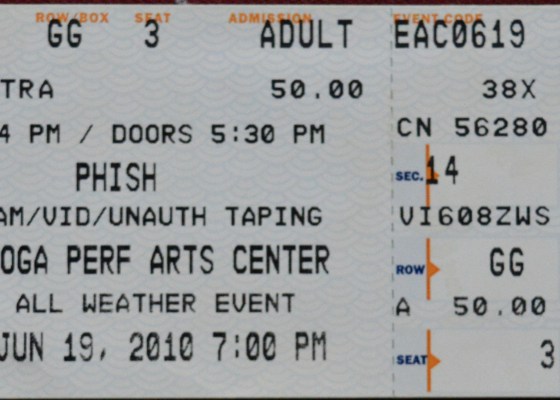 ROW/BOX SEAT ADMISSION EVENT CODE
GG 3 ADULT EAC0619
TRA 50.00 38X
4 PM / DOORS 5:30 PM CN 56280
PHISH SEC. 14
AM/VID/UNAUTH TAPING VI608ZWS
OGA PERF ARTS CENTER ROW GG
ALL WEATHER EVENT A 50.00
JUN 19, 2010 7:00 PM SEAT 3